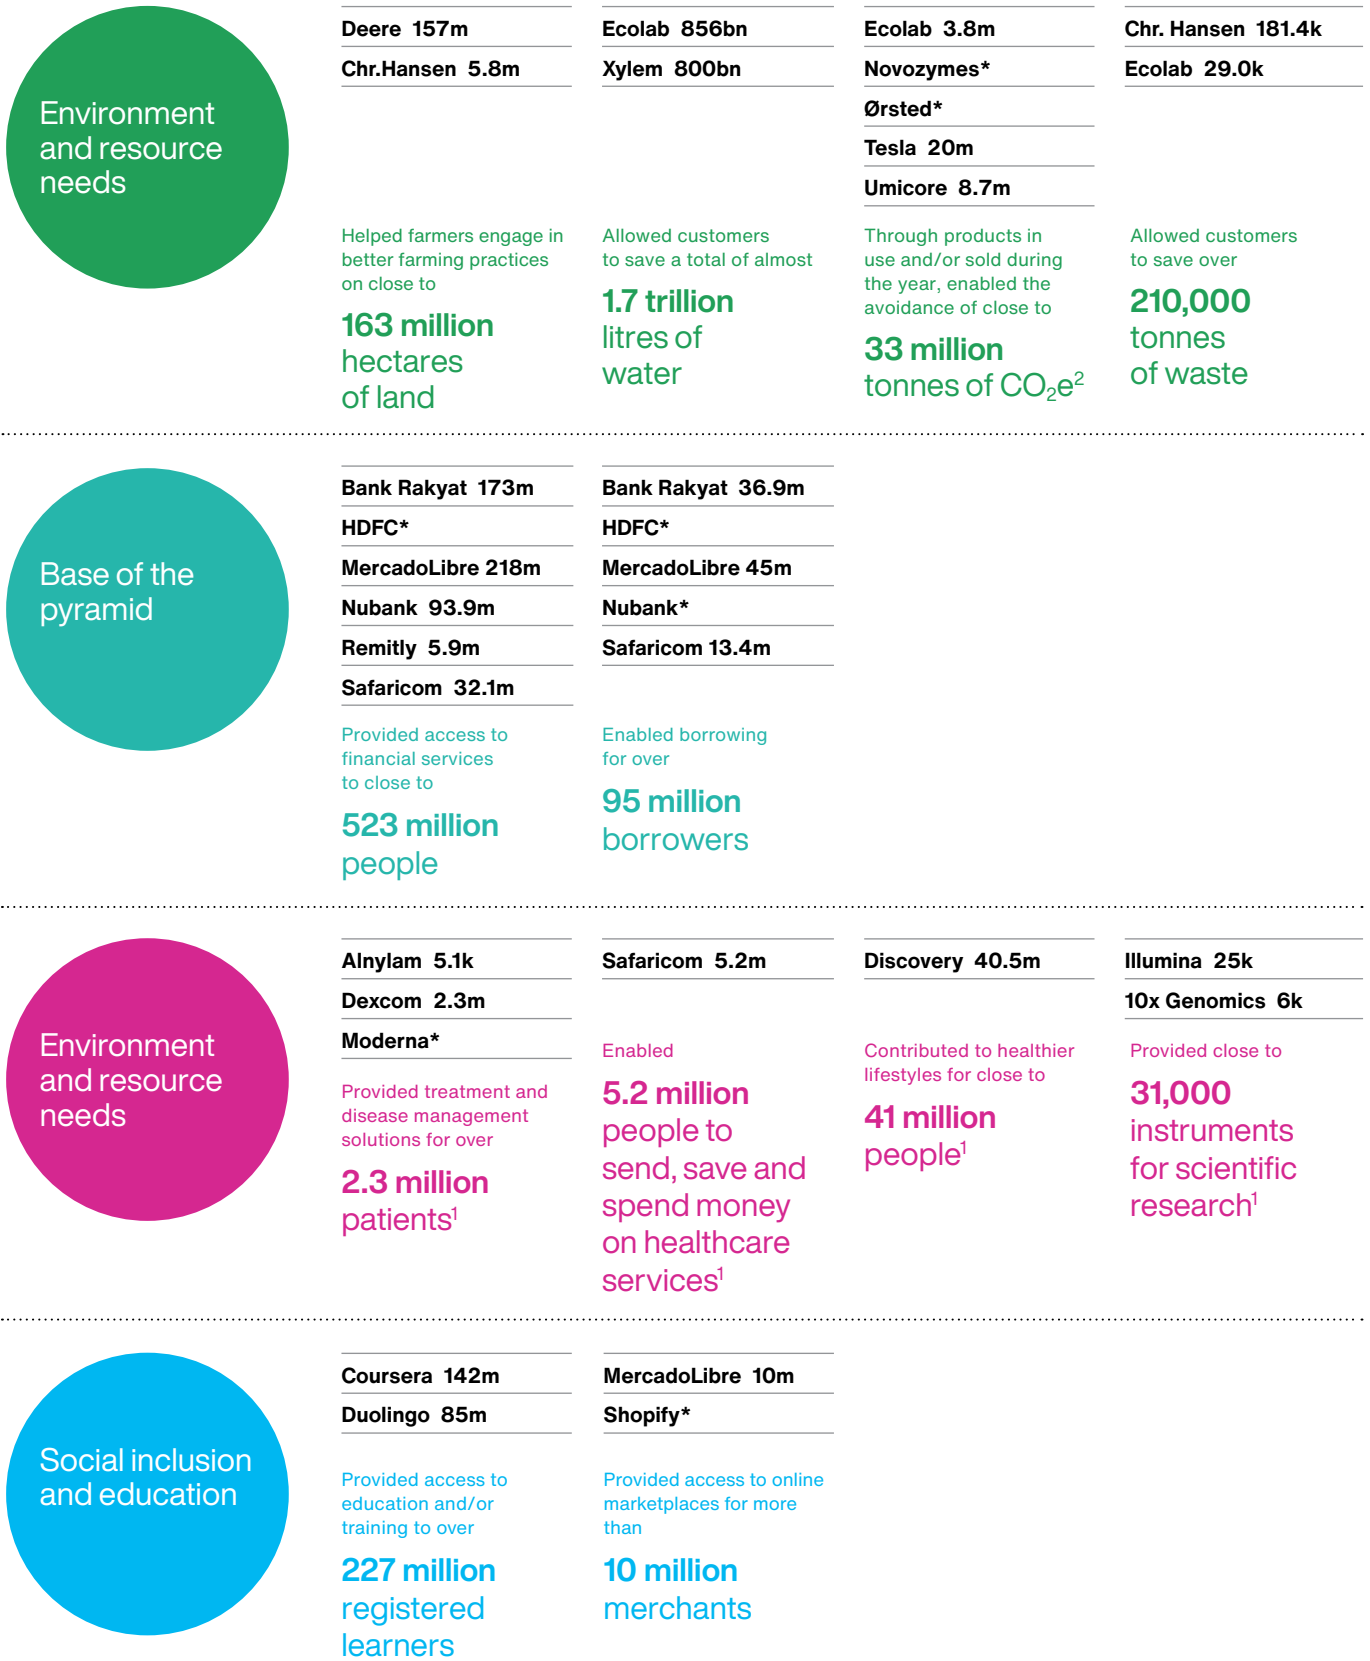 Environment
and resource
needs
Deere 157m
Chr.Hansen 5.8m
Helped farmers engage in
better farming practices
on close to
163 million
hectares
of land
Ecolab 856bn
Xylem 800bn
Allowed customers
to save a total of almost
1.7 trillion
litres of
water
Ecolab 3.8m
Novozymes*
Ørsted*
Tesla 20m
Umicore 8.7m
Through products in
use and/or sold during
the year, enabled the
avoidance of close to
33 million
tonnes of CO₂e²
Chr. Hansen 181.4k
Ecolab 29.0k
Allowed customers
to save over
210,000
tonnes
of waste
Base of the
pyramid
Bank Rakyat 173m
HDFC*
MercadoLibre 218m
Nubank 93.9m
Remitly 5.9m
Safaricom 32.1m
Provided access to
financial services
to close to
523 million
people
Bank Rakyat 36.9m
HDFC*
MercadoLibre 45m
Nubank*
Safaricom 13.4m
Enabled borrowing
for over
95 million
borrowers
Environment
and resource
needs
Alnylam 5.1k
Dexcom 2.3m
Moderna*
Provided treatment and
disease management
solutions for over
2.3 million
patients¹
Safaricom 5.2m
Enabled
5.2 million
people to
send, save and
spend money
on healthcare
services¹
Discovery 40.5m
Contributed to healthier
lifestyles for close to
41 million
people¹
Illumina 25k
10x Genomics 6k
Provided close to
31,000
instruments
for scientific
research¹
Social inclusion
and education
Coursera 142m
Duolingo 85m
Provided access to
education and/or
training to over
227 million
registered
learners
MercadoLibre 10m
Shopify*
Provided access to online
marketplaces for more
than
10 million
merchants